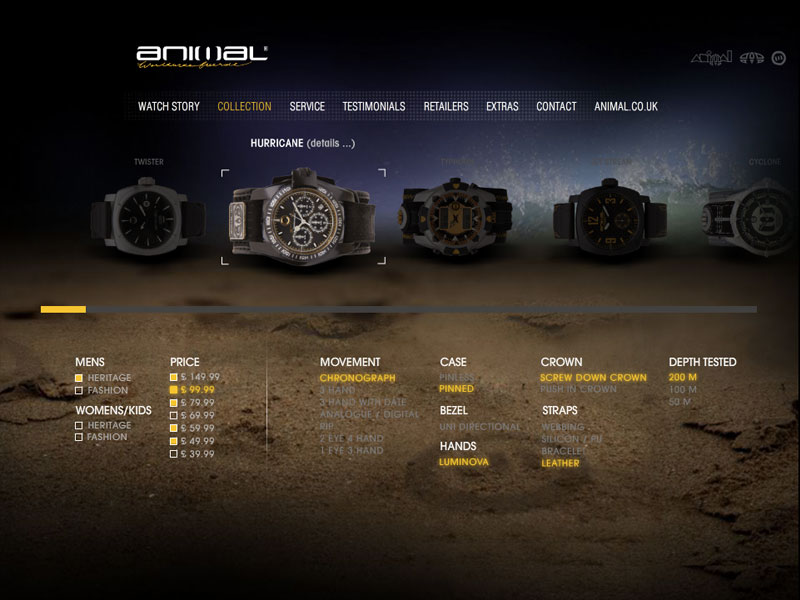 ANIMAL
WATCH STORY COLLECTION SERVICE TESTIMONIALS RETAILERS EXTRAS CONTACT ANIMAL.CO.UK
HURRICANE (details ...)
TWISTER
CYCLONE
MENS
HERITAGE
FASHION
WOMENS/KIDS
HERITAGE
FASHION
PRICE
£ 149.99
£ 99.99
£ 79.99
£ 69.99
£ 59.99
£ 49.99
£ 39.99
MOVEMENT
CHRONOGRAPH
3 HAND
3 HAND WITH DATE
ANALOGUE / DIGITAL
RIP
2 EYE 4 HAND
1 EYE 3 HAND
CASE
PINLESS
PINNED
BEZEL
UNI DIRECTIONAL
HANDS
LUMINOVA
CROWN
SCREW DOWN CROWN
PUSH IN CROWN
STRAPS
WEBBING
SILICON / PU
BRACELET
LEATHER
DEPTH TESTED
200 M
100 M
50 M